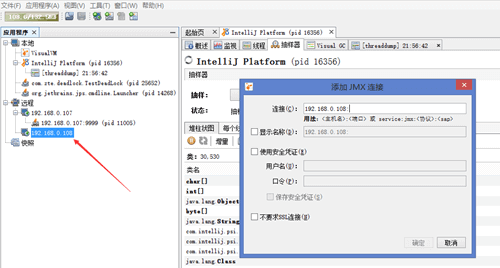 文件(F) 应用程序(A) 视图(V) 工具(T) 窗口(W) 帮助(H)
应用程序
本地
VisualVM
IntelliJ Platform (pid 16356)
[threaddump] 21:56:42
com.ste.deadlock.TestDeadLock (pid 25652)
org.jetbrains.jps.cmdline.Launcher (pid 14268)
远程
192.168.0.107
192.168.0.107:9999 (pid 11005)
192.168.0.108
快照
起始页
IntelliJ Platform (pid 16356)
概述
监视
线程
抽样器
Visual GC
[threaddump] 21:56:42
IntelliJ Platform (pid 16356)
抽样器
抽样:
状态:
堆柱状图
增量
类: 30,530
类名
char[]
int[]
java.lang.Object
byte[]
java.lang.String
com.intellij.psi.
com.intellij.psi.
java.lang.Class
添加 JMX 连接
连接(C): 192.168.0.108:
用法: <主机名>:<端口> 或 service:jmx:<协议>:<sap>
显示名称(D): 192.168.0.108:
使用安全凭证(E)
用户名(U):
口令(P):
保存安全凭证(S)
不要求SSL连接(N)
确定
取消